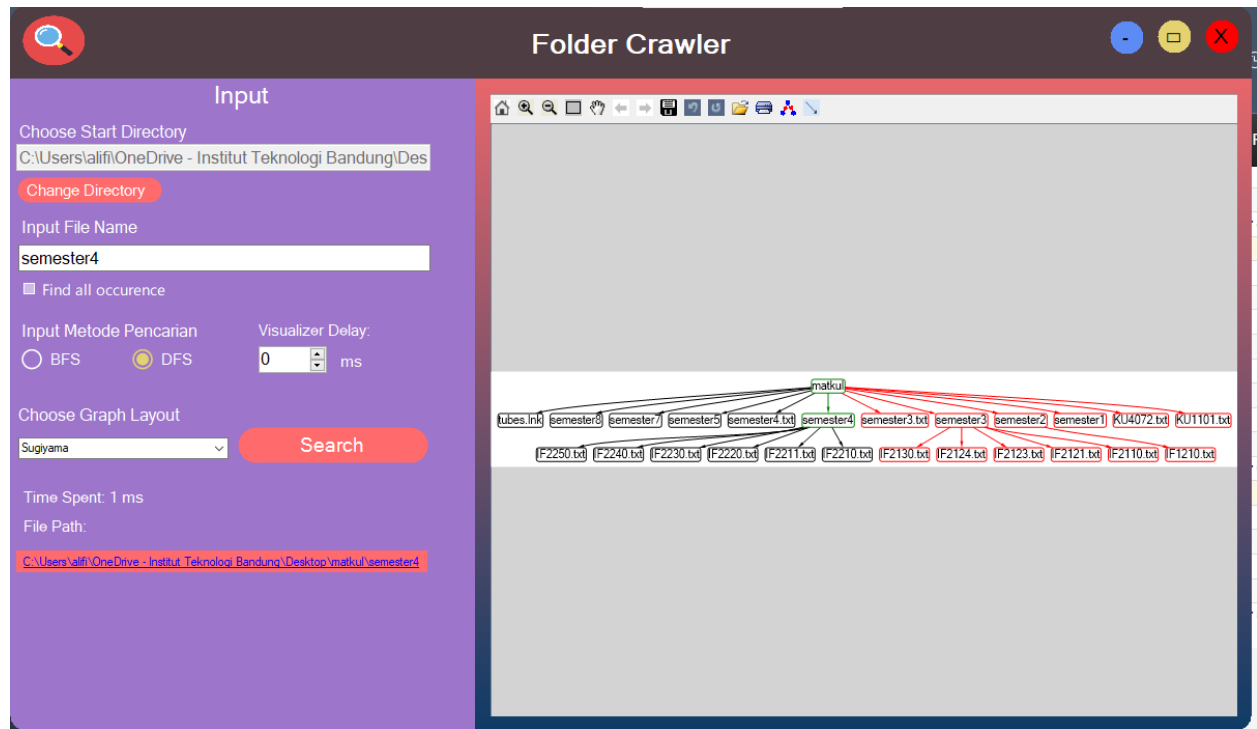 Folder Crawler
- X
Input
Choose Start Directory
C:\Users\alifi\OneDrive - Institut Teknologi Bandung\Des
Change Directory
Input File Name
semester4
Find all occurence
Input Metode Pencarian Visualizer Delay:
BFS DFS 0 ms
Choose Graph Layout
Sugiyama Search
Time Spent: 1 ms
File Path:
C:\Users\alifi\OneDrive - Institut Teknologi Bandung\Desktop\matkul\semester4
matkul
tubes.lnk semester8 semester7 semester5 semester4.txt semester4 semester3.txt semester3 semester2 semester1 KU4072.txt KU1101.txt
IF2250.txt IF2240.txt IF2230.txt IF2220.txt IF2211.txt IF2210.txt IF2130.txt IF2124.txt IF2123.txt IF2121.txt IF2110.txt IF1210.txt